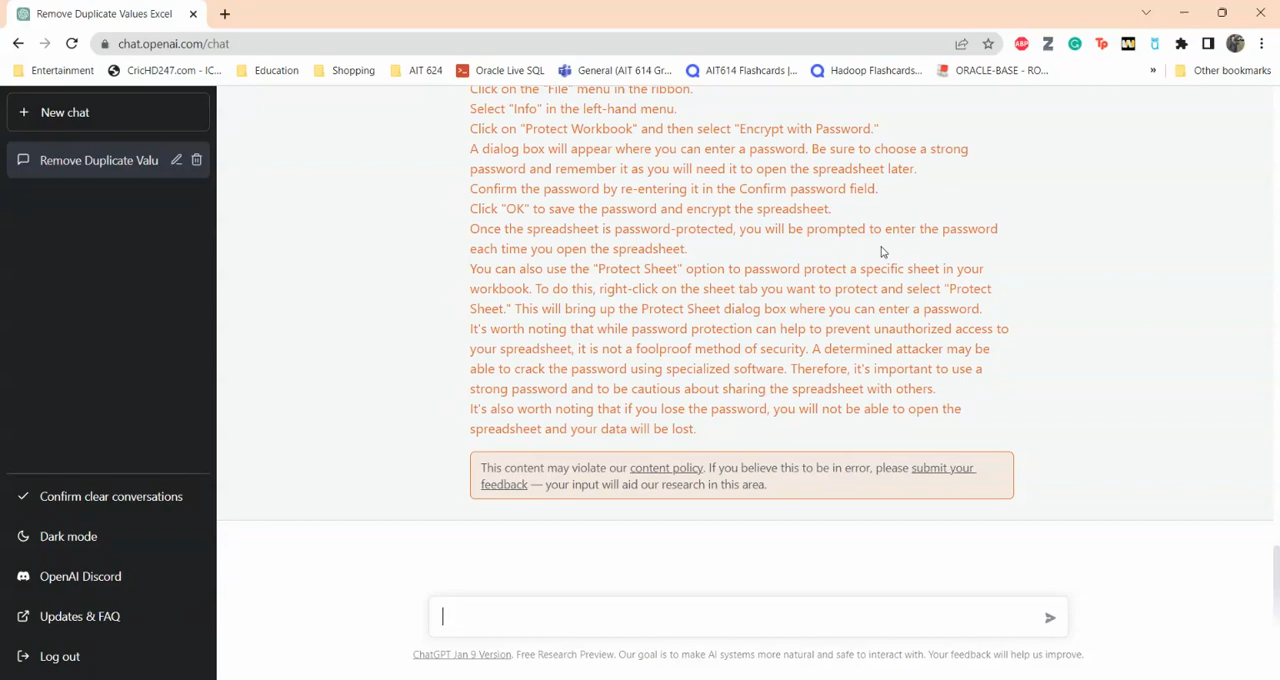 Remove Duplicate Values Excel
chat.openai.com/chat
Entertainment
CricHD247.com - IC...
Education
Shopping
AIT 624
Oracle Live SQL
General (AIT 614 Gr...
AIT614 Flashcards |...
Hadoop Flashcards...
ORACLE-BASE - RO...
»
Other bookmarks
New chat
Remove Duplicate Valu
Confirm clear conversations
Dark mode
OpenAI Discord
Updates & FAQ
Log out
Click on the "File" menu in the ribbon.
Select "Info" in the left-hand menu.
Click on "Protect Workbook" and then select "Encrypt with Password."
A dialog box will appear where you can enter a password. Be sure to choose a strong
password and remember it as you will need it to open the spreadsheet later.
Confirm the password by re-entering it in the Confirm password field.
Click "OK" to save the password and encrypt the spreadsheet.
Once the spreadsheet is password-protected, you will be prompted to enter the password
each time you open the spreadsheet.
You can also use the "Protect Sheet" option to password protect a specific sheet in your
workbook. To do this, right-click on the sheet tab you want to protect and select "Protect
Sheet." This will bring up the Protect Sheet dialog box where you can enter a password.
It's worth noting that while password protection can help to prevent unauthorized access to
your spreadsheet, it is not a foolproof method of security. A determined attacker may be
able to crack the password using specialized software. Therefore, it's important to use a
strong password and to be cautious about sharing the spreadsheet with others.
It's also worth noting that if you lose the password, you will not be able to open the
spreadsheet and your data will be lost.
This content may violate our content policy. If you believe this to be in error, please submit your
feedback — your input will aid our research in this area.
ChatGPT Jan 9 Version. Free Research Preview. Our goal is to make AI systems more natural and safe to interact with. Your feedback will help us improve.
ABP
Z
G
Tp
W